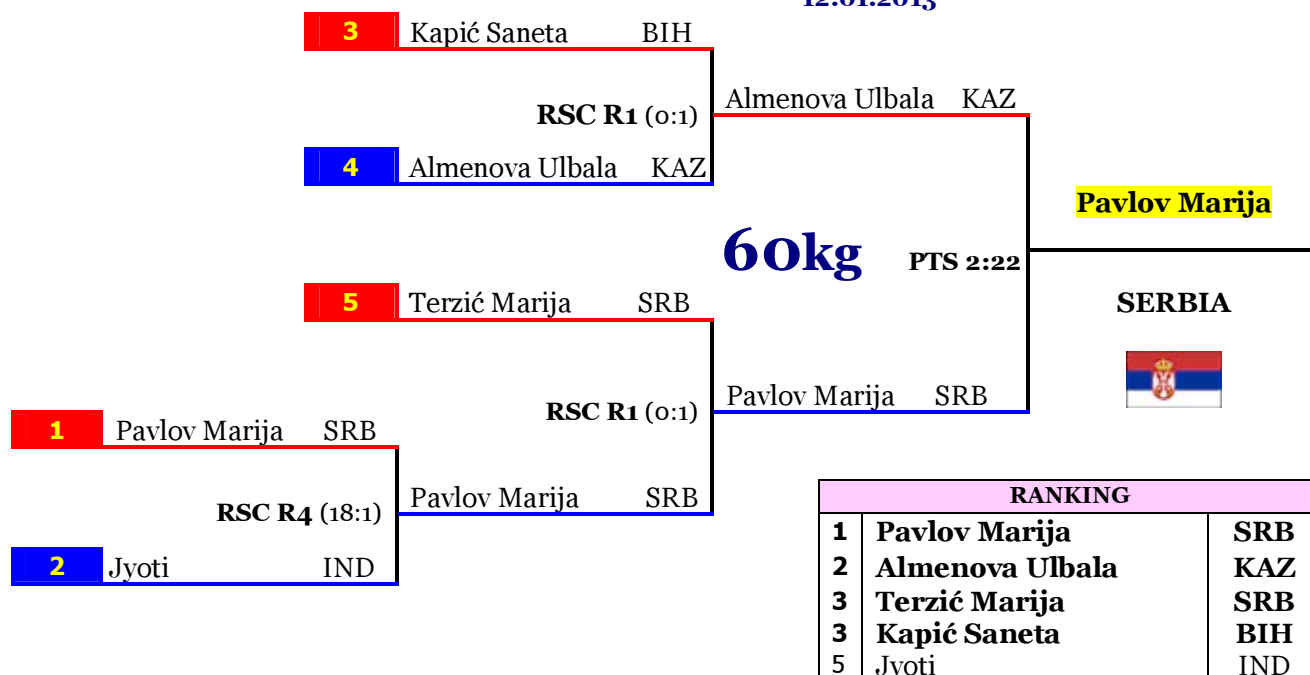 12.01.2013
3 Kapić Saneta BIH
RSC R1 (0:1)
4 Almenova Ulbala KAZ
Almenova Ulbala KAZ
60kg
PTS 2:22
Pavlov Marija
SERBIA
5 Terzić Marija SRB
RSC R1 (0:1)
Pavlov Marija SRB
1 Pavlov Marija SRB
RSC R4 (18:1)
Pavlov Marija SRB
2 Jyoti IND
RANKING
1 Pavlov Marija SRB
2 Almenova Ulbala KAZ
3 Terzić Marija SRB
3 Kapić Saneta BIH
5 Jyoti IND